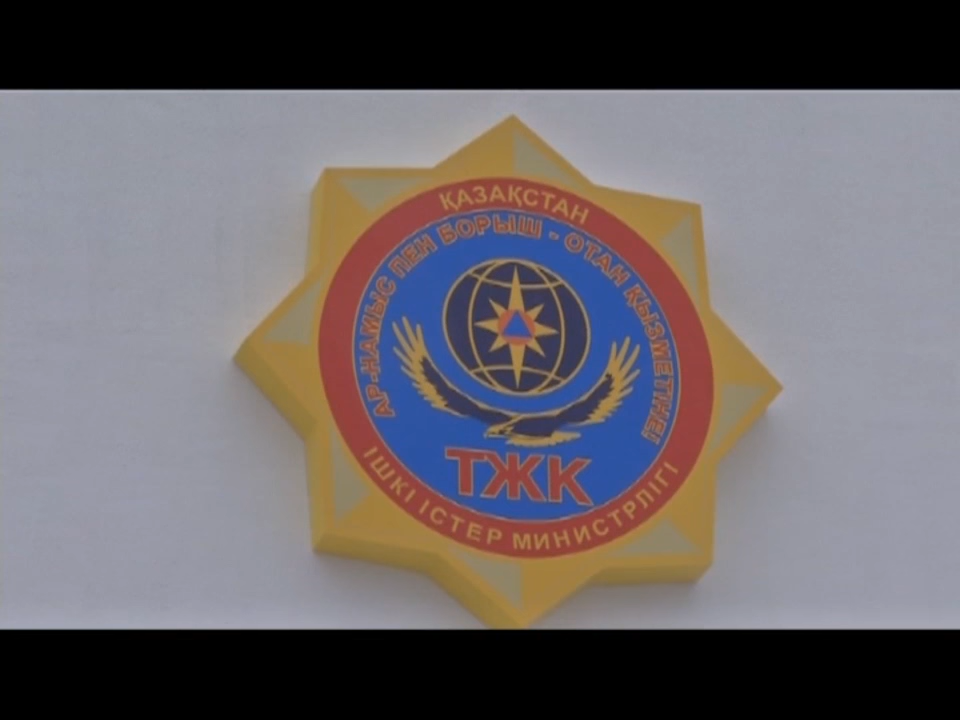 ҚАЗАҚСТАН
АР-НАМЫС ПЕН БОРЫШ - ОТАН ҚЫЗМЕТІНЕ!
ТЖК
ІШКІ ІСТЕР МИНИСТРЛІГІ